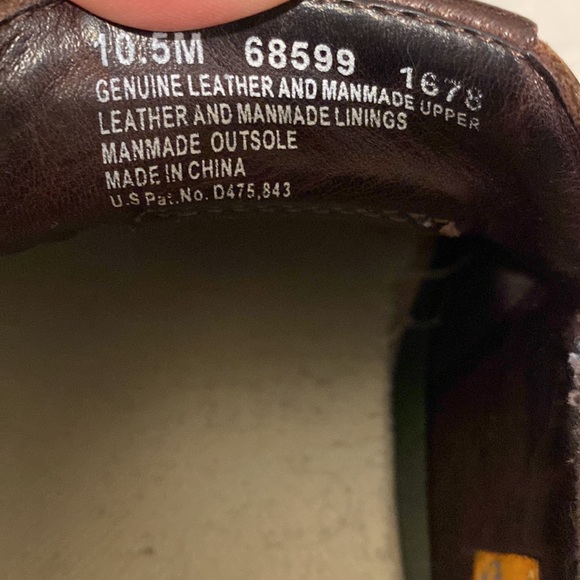 10.5M 68599 1678
GENUINE LEATHER AND MANMADE UPPER
LEATHER AND MANMADE LININGS
MANMADE OUTSOLE
MADE IN CHINA
U.S Pat.No. D475,843